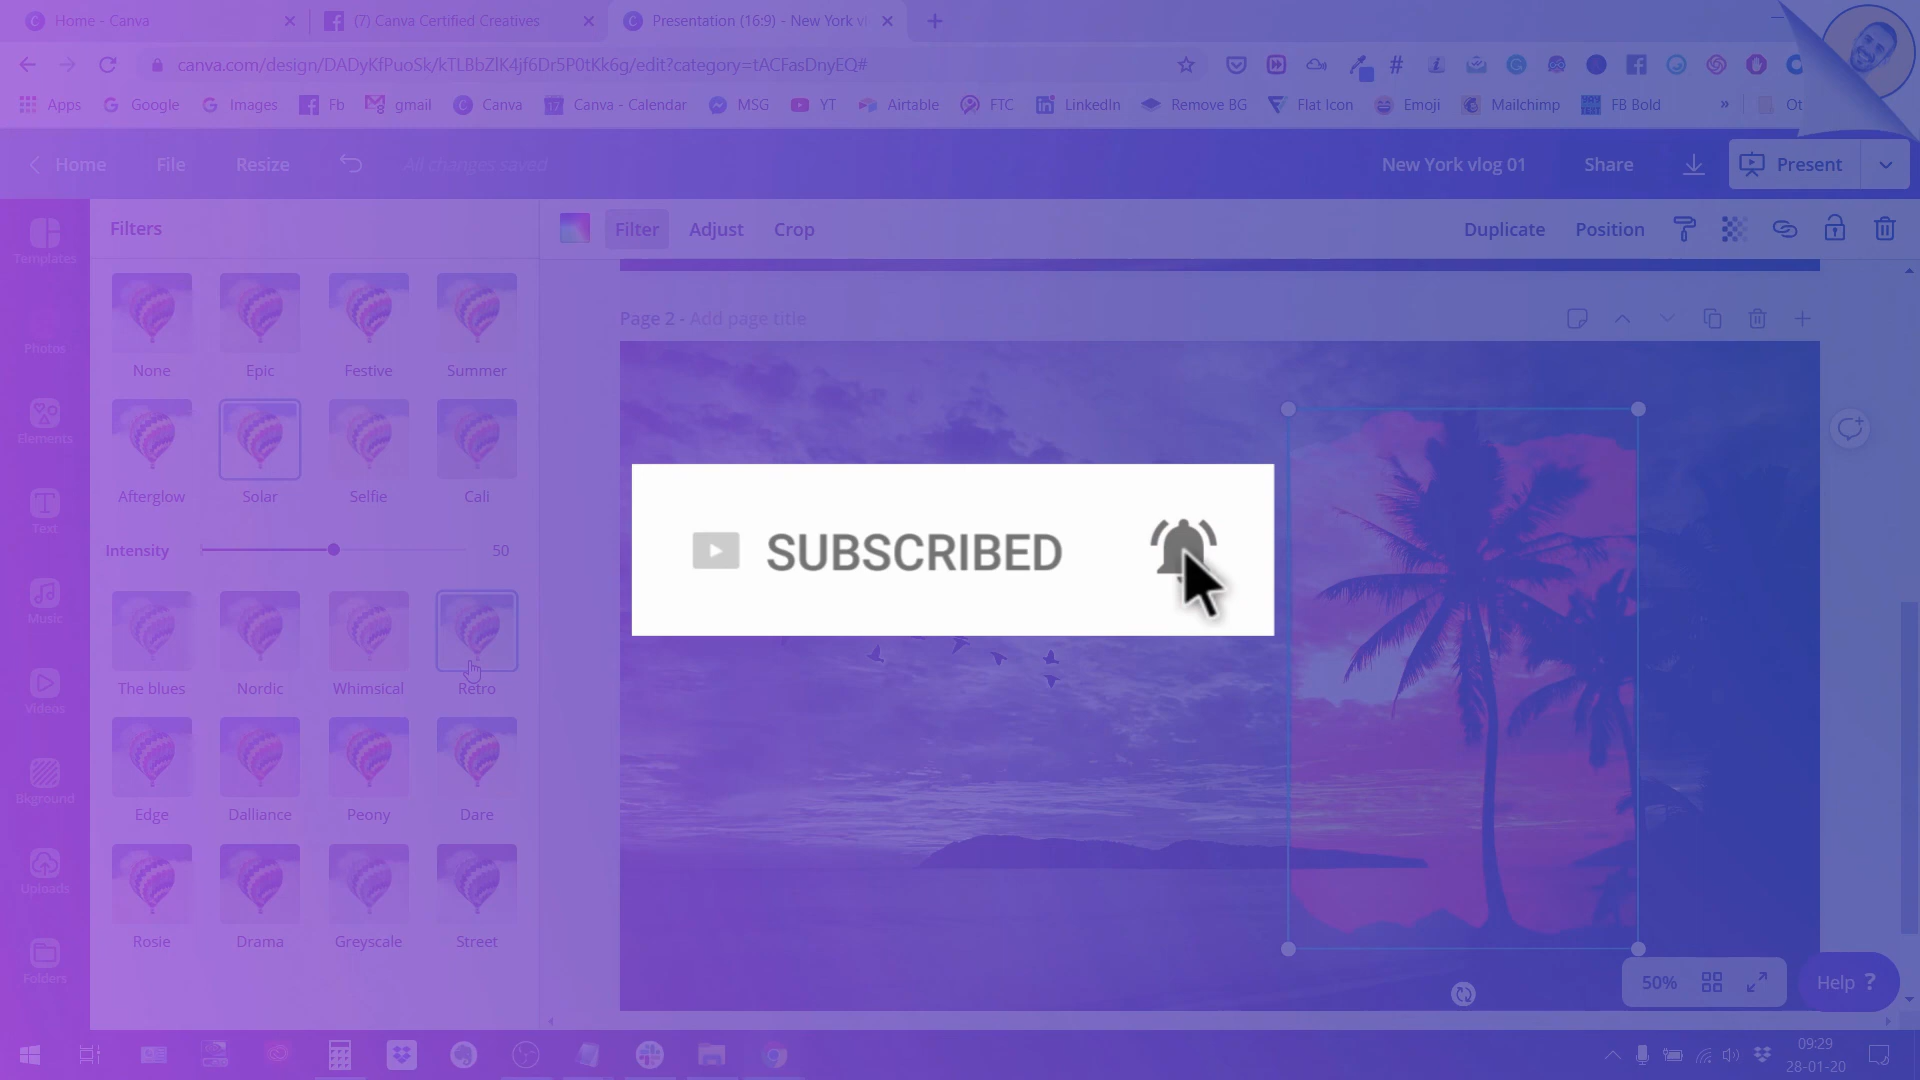 Home - Canva
(7) Canva Certified Creatives
Presentation (16:9) - New York vl
canva.com/design/DADyKfPuoSk/kTLBbZlK4jf6Dr5P0tKk6g/edit?category=tACFasDnyEQ#
Apps Google Images Fb gmail Canva 17 Canva - Calendar MSG YT Airtable FTC LinkedIn Remove BG Flat Icon Emoji Mailchimp FB Bold » Ot
Home File Resize All changes saved New York vlog 01 Share Present
Templates
Photos
Elements
Text
Music
Videos
Bkground
Uploads
Folders
Filters
Filter Adjust Crop Duplicate Position
None Epic Festive Summer
Afterglow Solar Selfie Cali
Intensity 50
The blues Nordic Whimsical Retro
Edge Dalliance Peony Dare
Rosie Drama Greyscale Street
Page 2 - Add page title
SUBSCRIBED
50%
Help ?
09:29
28-01-20